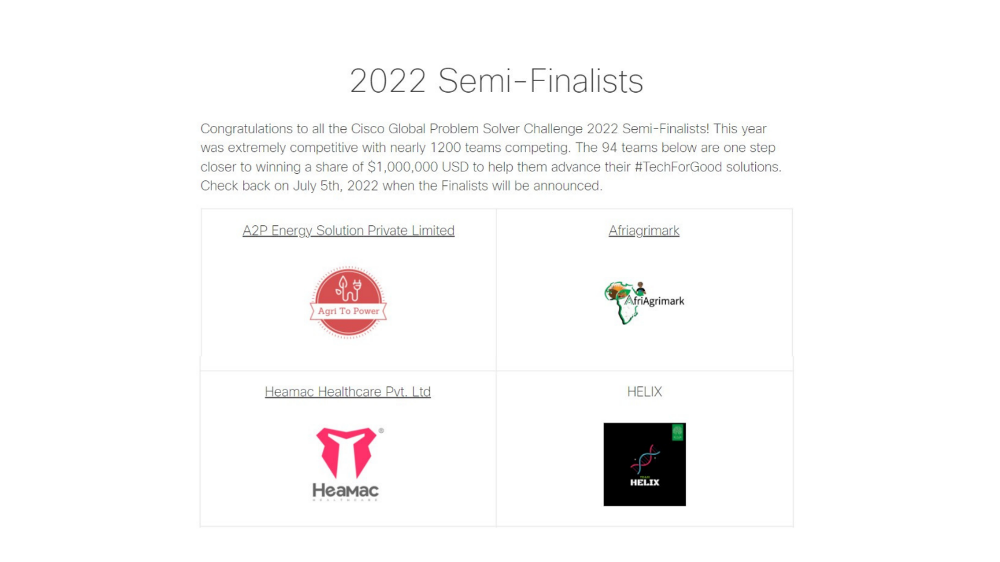 2022 Semi-Finalists
Congratulations to all the Cisco Global Problem Solver Challenge 2022 Semi-Finalists! This year
was extremely competitive with nearly 1200 teams competing. The 94 teams below are one step
closer to winning a share of $1,000,000 USD to help them advance their #TechForGood solutions.
Check back on July 5th, 2022 when the Finalists will be announced.
A2P Energy Solution Private Limited
Afriagrimark
Agri To Power
AfriAgrimark
Heamac Healthcare Pvt. Ltd
HELIX
®
HeaMac
HEALTHCARE
TEAM
HELIX